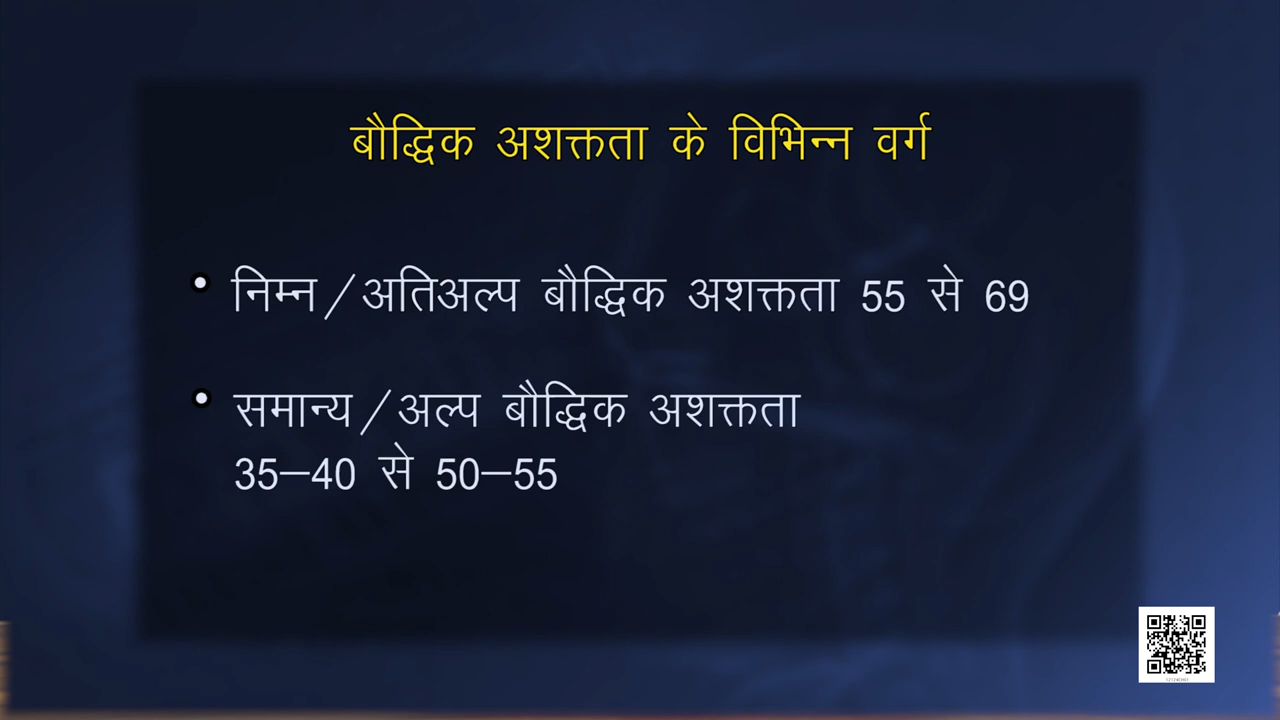 बौद्धिक अशक्तता के विभिन्न वर्ग
• निम्न/अतिअल्प बौद्धिक अशक्तता 55 से 69
• समान्य/अल्प बौद्धिक अशक्तता
35–40 से 50–55